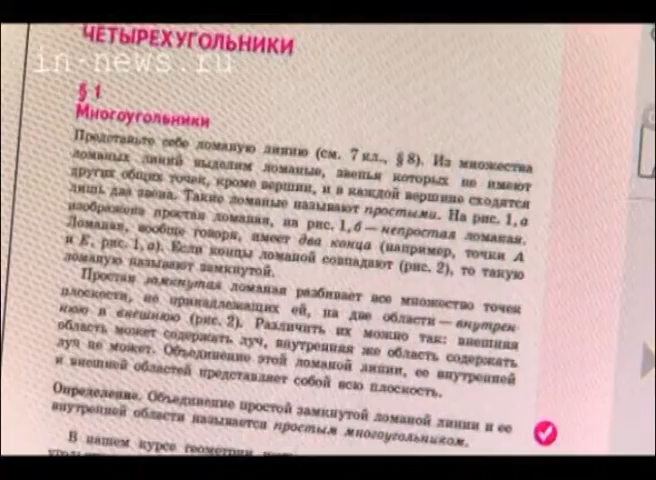 ЧЕТЫРЕХУГОЛЬНИКИ
in-news.ru
§ 1
Многоугольники
Представьте себе ломаную линию (см. 7 кл., § 8). Из множества
ломаных линий выделим ломаные, звенья которых не имеют
других общих точек, кроме вершин, и в каждой вершине сходятся
лишь два звена. Такие ломаные называют простыми. На рис. 1, а
изображена простая ломаная, на рис. 1, б — непростая ломаная.
Ломаная, вообще говоря, имеет два конца (например, точки А
и Е, рис. 1, а). Если концы ломаной совпадают (рис. 2), то такую
ломаную называют замкнутой.
Простая замкнутая ломаная разбивает все множество точек
плоскости, не принадлежащих ей, на две области — внутрен-
нюю и внешнюю (рис. 2). Различить их можно так: внешняя
область может содержать луч, внутренняя же область содержать
луч не может. Объединение этой ломаной линии, ее внутренней
и внешней областей представляет собой всю плоскость.
Определение. Объединение простой замкнутой ломаной линии и ее
внутренней области называется простым многоугольником.
В нашем курсе геометрии